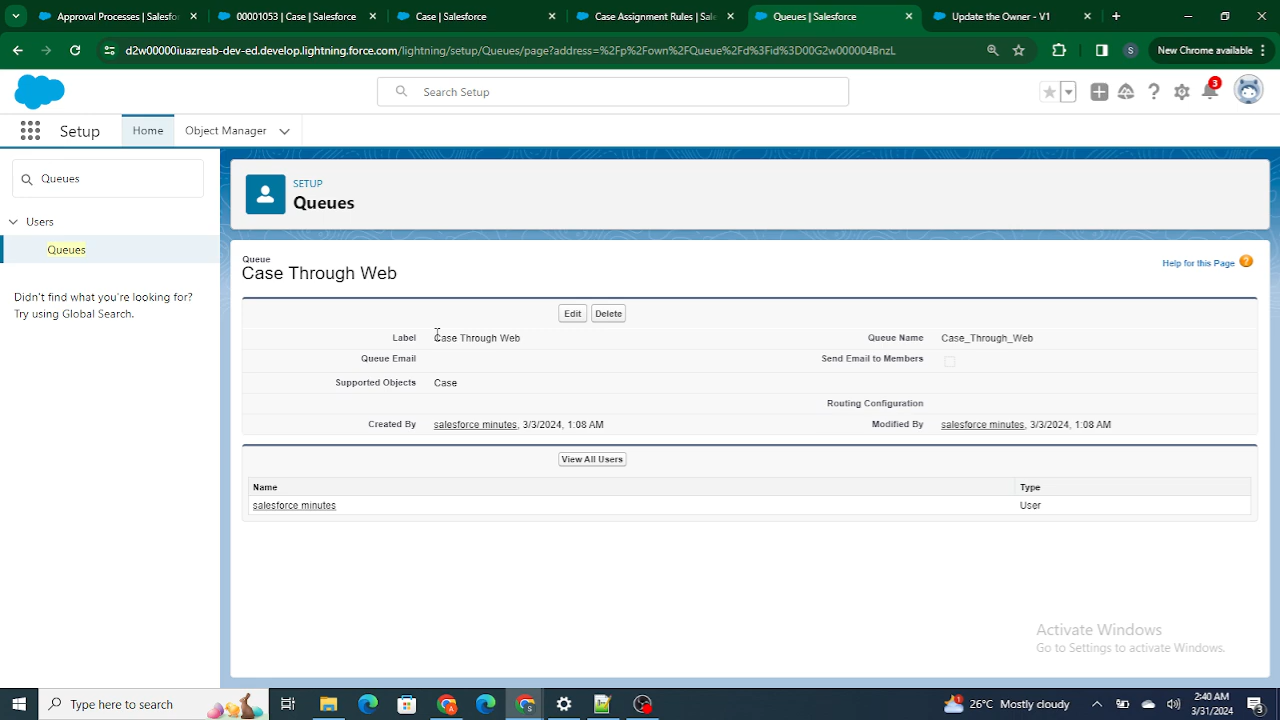 Approval Processes | Salesfor
0001053 | Case | Salesforce
Case | Salesforce
Case Assignment Rules | Sale
Queues | Salesforce
Update the Owner - V1
d2w00000iuazreab-dev-ed.develop.lightning.force.com/lightning/setup/Queues/page?address=%2Fp%2Fown%2FQueue%2Fd%3Fid%3D00G2w000004BnzL
S
New Chrome available
Search Setup
3
Setup
Home
Object Manager
Queues
SETUP
Queues
Users
Queues
Didn't find what you're looking for?
Try using Global Search.
Queue
Case Through Web
Help for this Page ?
Edit
Delete
Label Case Through Web
Queue Name Case_Through_Web
Queue Email
Send Email to Members
Supported Objects Case
Routing Configuration
Created By salesforce minutes, 3/3/2024, 1:08 AM
Modified By salesforce minutes, 3/3/2024, 1:08 AM
View All Users
Name Type
salesforce minutes User
Activate Windows
Go to Settings to activate Windows.
Type here to search
26°C Mostly cloudy
2:40 AM
3/31/2024
3